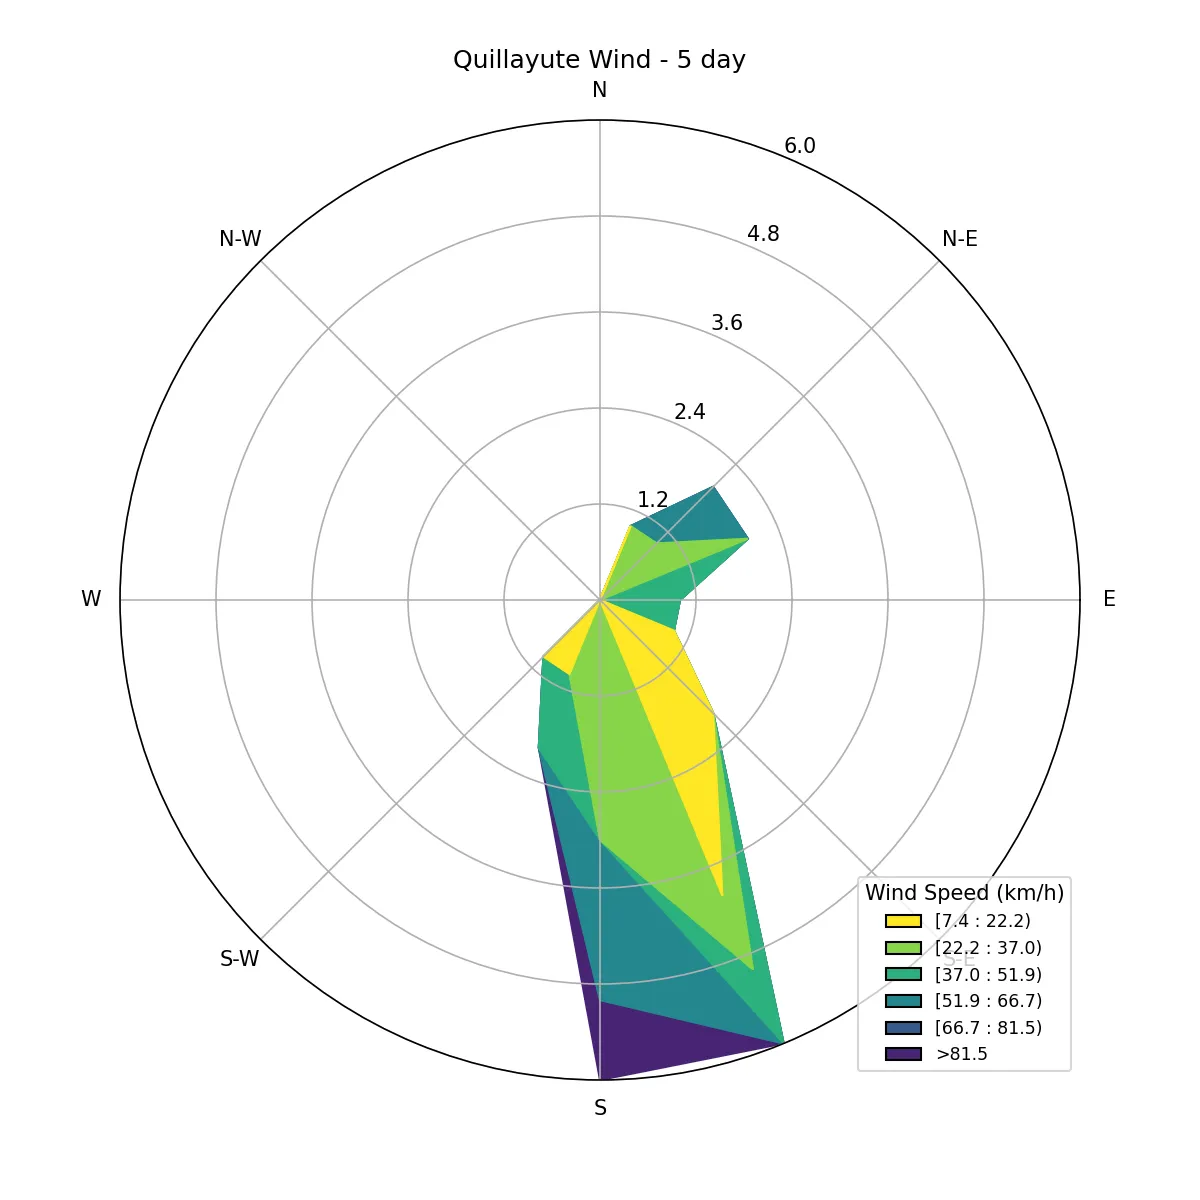 Quillayute Wind - 5 day
N
6.0
4.8
N-W
N-E
3.6
2.4
1.2
W
E
Wind Speed (km/h)
[7.4 : 22.2)
[22.2 : 37.0)
S-W
S-E
[37.0 : 51.9)
[51.9 : 66.7)
[66.7 : 81.5)
>81.5
S